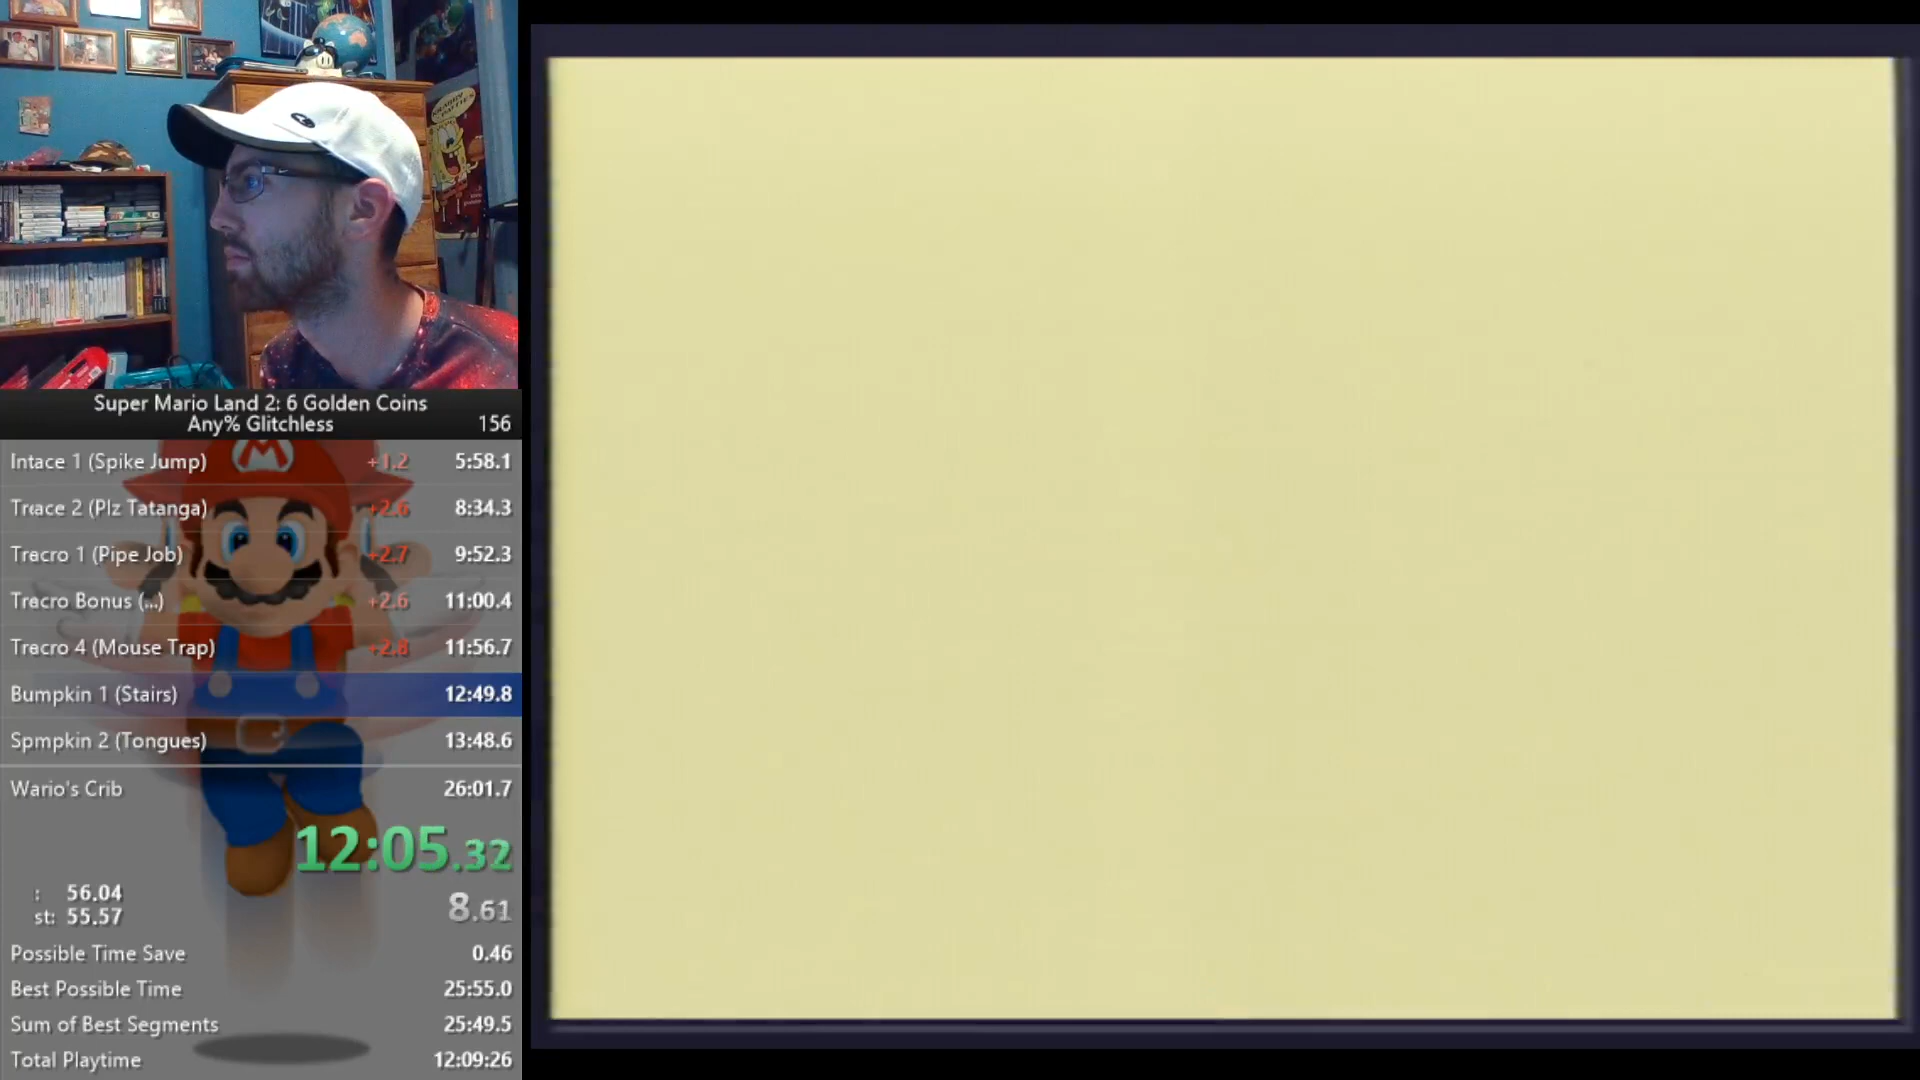 Super Mario Land 2: 6 Golden Coins
Any% Glitchless 156
Intace 1 (Spike Jump) +1.2 5:58.1
Trace 2 (Plz Tatanga) +2.6 8:34.3
Trecro 1 (Pipe Job) +2.7 9:52.3
Trecro Bonus (...) +2.6 11:00.4
Trecro 4 (Mouse Trap) +2.8 11:56.7
Bumpkin 1 (Stairs) 12:49.8
Spmpkin 2 (Tongues) 13:48.6
Wario's Crib 26:01.7
12:05.32
: 56.04
st: 55.57
8.61
Possible Time Save 0.46
Best Possible Time 25:55.0
Sum of Best Segments 25:49.5
Total Playtime 12:09:26